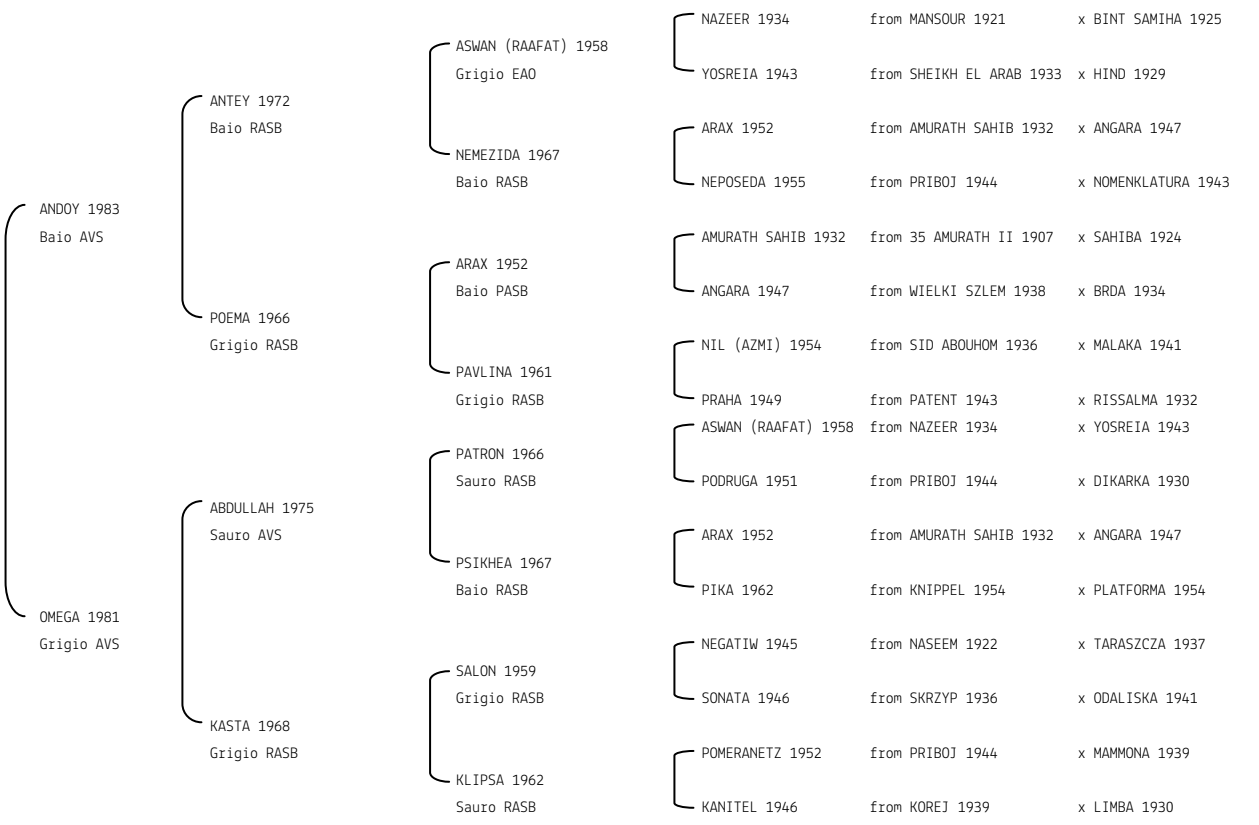 NAZEER 1934 from MANSOUR 1921 x BINT SAMIHA 1925
ASWAN (RAAFAT) 1958
Grigio EAO
YOSREIA 1943 from SHEIKH EL ARAB 1933 x HIND 1929
ANTEY 1972
Baio RASB
ARAX 1952 from AMURATH SAHIB 1932 x ANGARA 1947
NEMEZIDA 1967
Baio RASB
NEPOSEDA 1955 from PRIBOJ 1944 x NOMENKLATURA 1943
ANDOY 1983
Baio AVS
AMURATH SAHIB 1932 from 35 AMURATH II 1907 x SAHIBA 1924
ARAX 1952
Baio PASB
ANGARA 1947 from WIELKI SZLEM 1938 x BRDA 1934
POEMA 1966
Grigio RASB
NIL (AZMI) 1954 from SID ABOUHOM 1936 x MALAKA 1941
PAVLINA 1961
Grigio RASB
PRAHA 1949 from PATENT 1943 x RISSALMA 1932
ASWAN (RAAFAT) 1958 from NAZEER 1934 x YOSREIA 1943
PATRON 1966
Sauro RASB
PODRUGA 1951 from PRIBOJ 1944 x DIKARKA 1930
ABDULLAH 1975
Sauro AVS
ARAX 1952 from AMURATH SAHIB 1932 x ANGARA 1947
PSIKHEA 1967
Baio RASB
PIKA 1962 from KNIPPEL 1954 x PLATFORMA 1954
OMEGA 1981
Grigio AVS
NEGATIW 1945 from NASEEM 1922 x TARASZCZA 1937
SALON 1959
Grigio RASB
SONATA 1946 from SKRZYP 1936 x ODALISKA 1941
KASTA 1968
Grigio RASB
POMERANETZ 1952 from PRIBOJ 1944 x MAMMONA 1939
KLIPSA 1962
Sauro RASB
KANITEL 1946 from KOREJ 1939 x LIMBA 1930